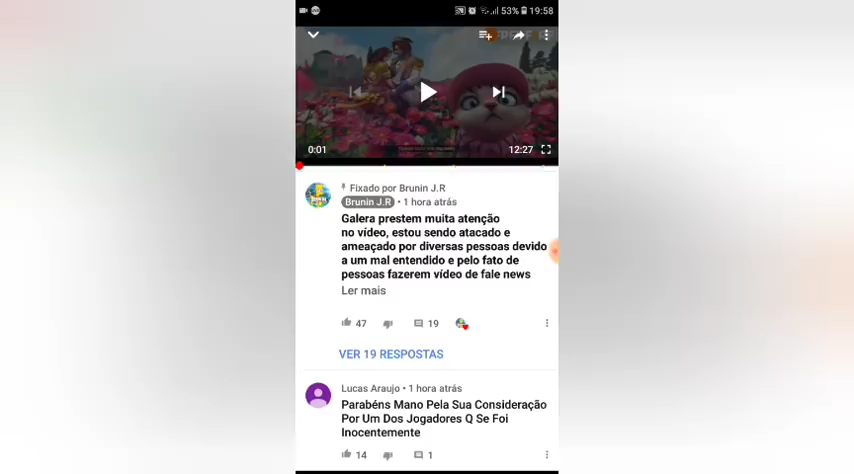 53% 19:58
0:01 12:27
Fixado por Brunin J.R
Brunin J.R • 1 hora atrás
Galera prestem muita atenção
no vídeo, estou sendo atacado e
ameaçado por diversas pessoas devido
a um mal entendido e pelo fato de
pessoas fazerem vídeo de fale news
Ler mais
47 19
VER 19 RESPOSTAS
Lucas Araujo • 1 hora atrás
Parabéns Mano Pela Sua Consideração
Por Um Dos Jogadores Q Se Foi
Inocentemente
14 1